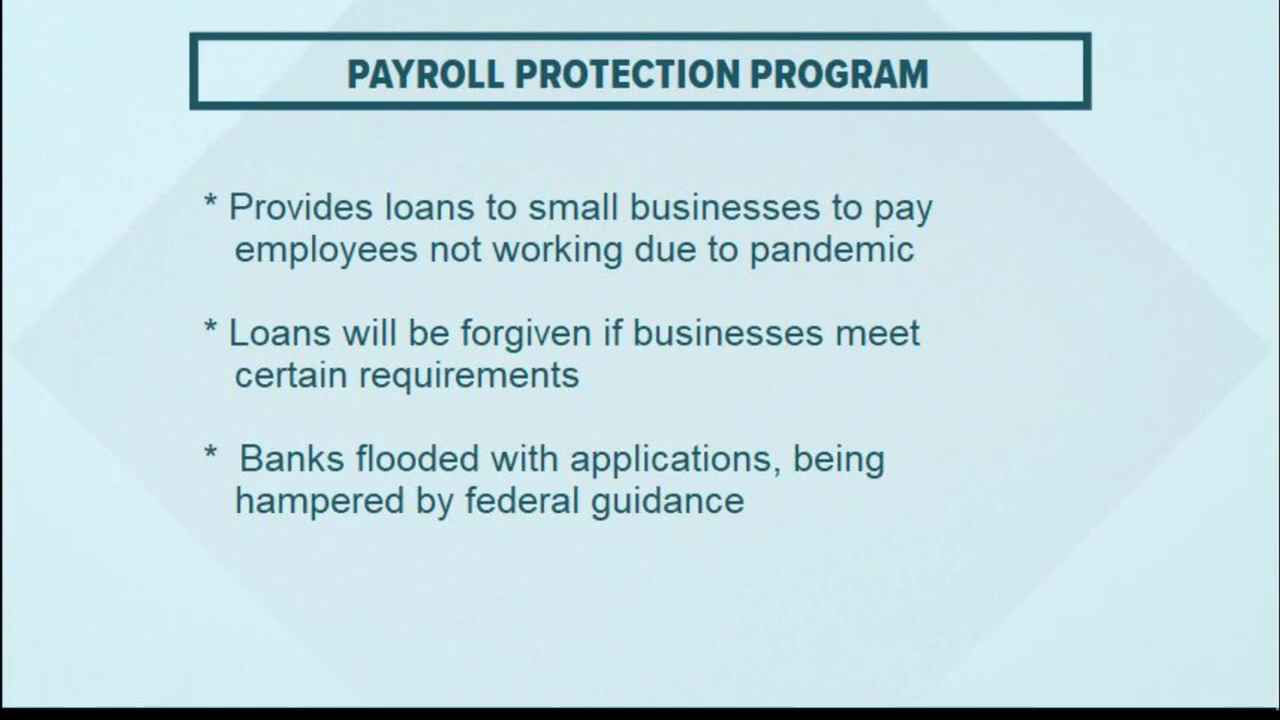 PAYROLL PROTECTION PROGRAM
* Provides loans to small businesses to pay
employees not working due to pandemic
* Loans will be forgiven if businesses meet
certain requirements
* Banks flooded with applications, being
hampered by federal guidance